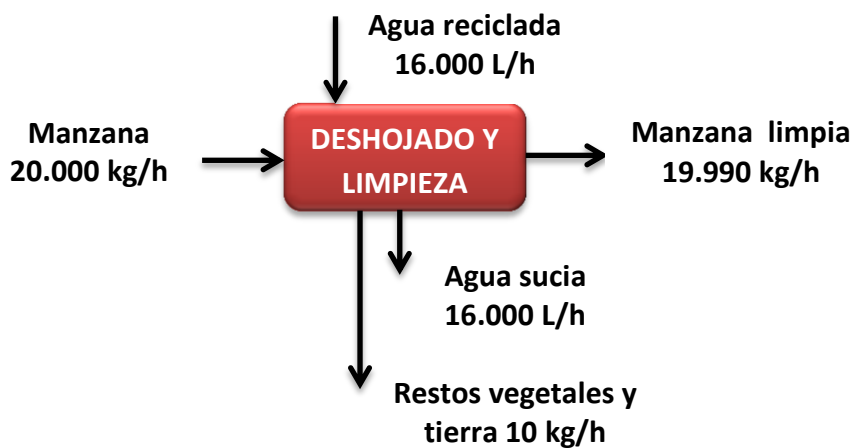 Agua reciclada
16.000 L/h
Manzana
20.000 kg/h
DESHOJADO Y
LIMPIEZA
Manzana limpia
19.990 kg/h
Agua sucia
16.000 L/h
Restos vegetales y
tierra 10 kg/h